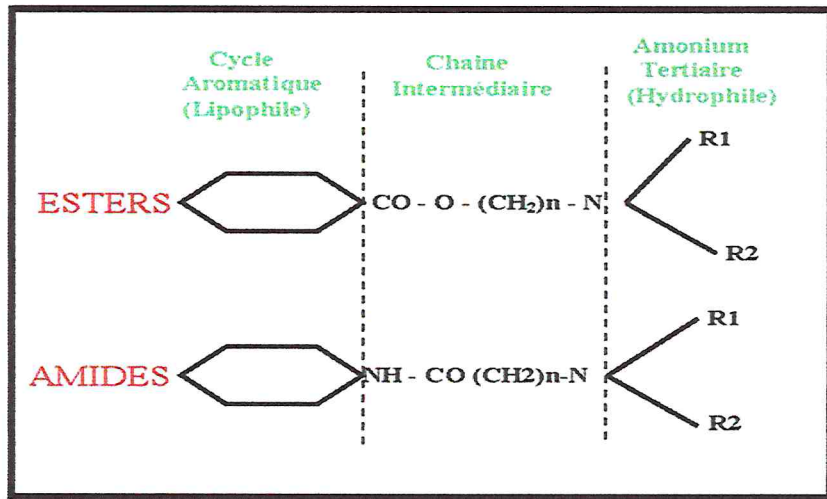 Cycle
Aromatique
(Lipophile)
Chaine
Intermédiaire
Amonium
Tertiaire
(Hydrophile)
ESTERS
CO - O - (CH₂)n - N
R1
R2
AMIDES
NH - CO (CH2)n-N
R1
R2